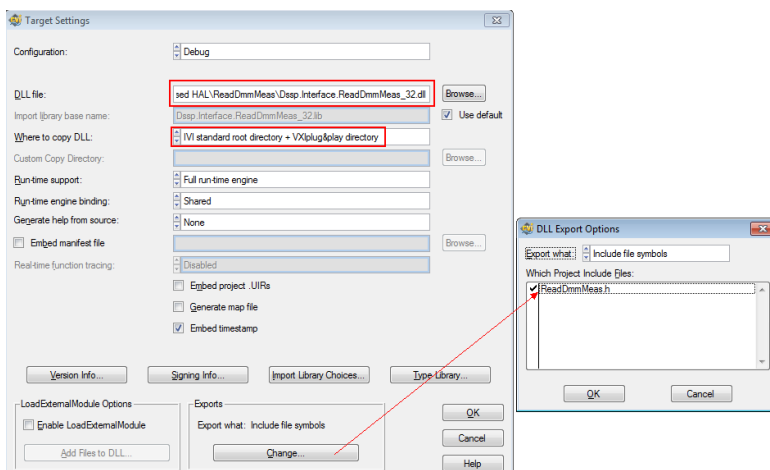 Target Settings
Configuration:
Debug
DLL file:
sed HAL\ReadDmmMeas\Dssp.Interface.ReadDmmMeas_32.dll
Browse...
Import library base name:
Dssp.Interface.ReadDmmMeas_32.lib
Use default
Where to copy DLL:
IVI standard root directory + VXIplug&play directory
Custom Copy Directory:
Browse...
Run-time support:
Full run-time engine
Run-time engine binding:
Shared
Generate help from source:
None
Embed manifest file
Browse...
Real-time function tracing:
Disabled
Embed project .UIRs
Generate map file
Embed timestamp
Version Info...
Signing Info...
Import Library Choices...
Type Library...
LoadExternalModule Options
Enable LoadExternalModule
Add Files to DLL...
Exports
Export what: Include file symbols
Change...
OK
Cancel
Help
DLL Export Options
Export what:
Include file symbols
Which Project Include Files:
ReadDmmMeas.h
OK
Cancel